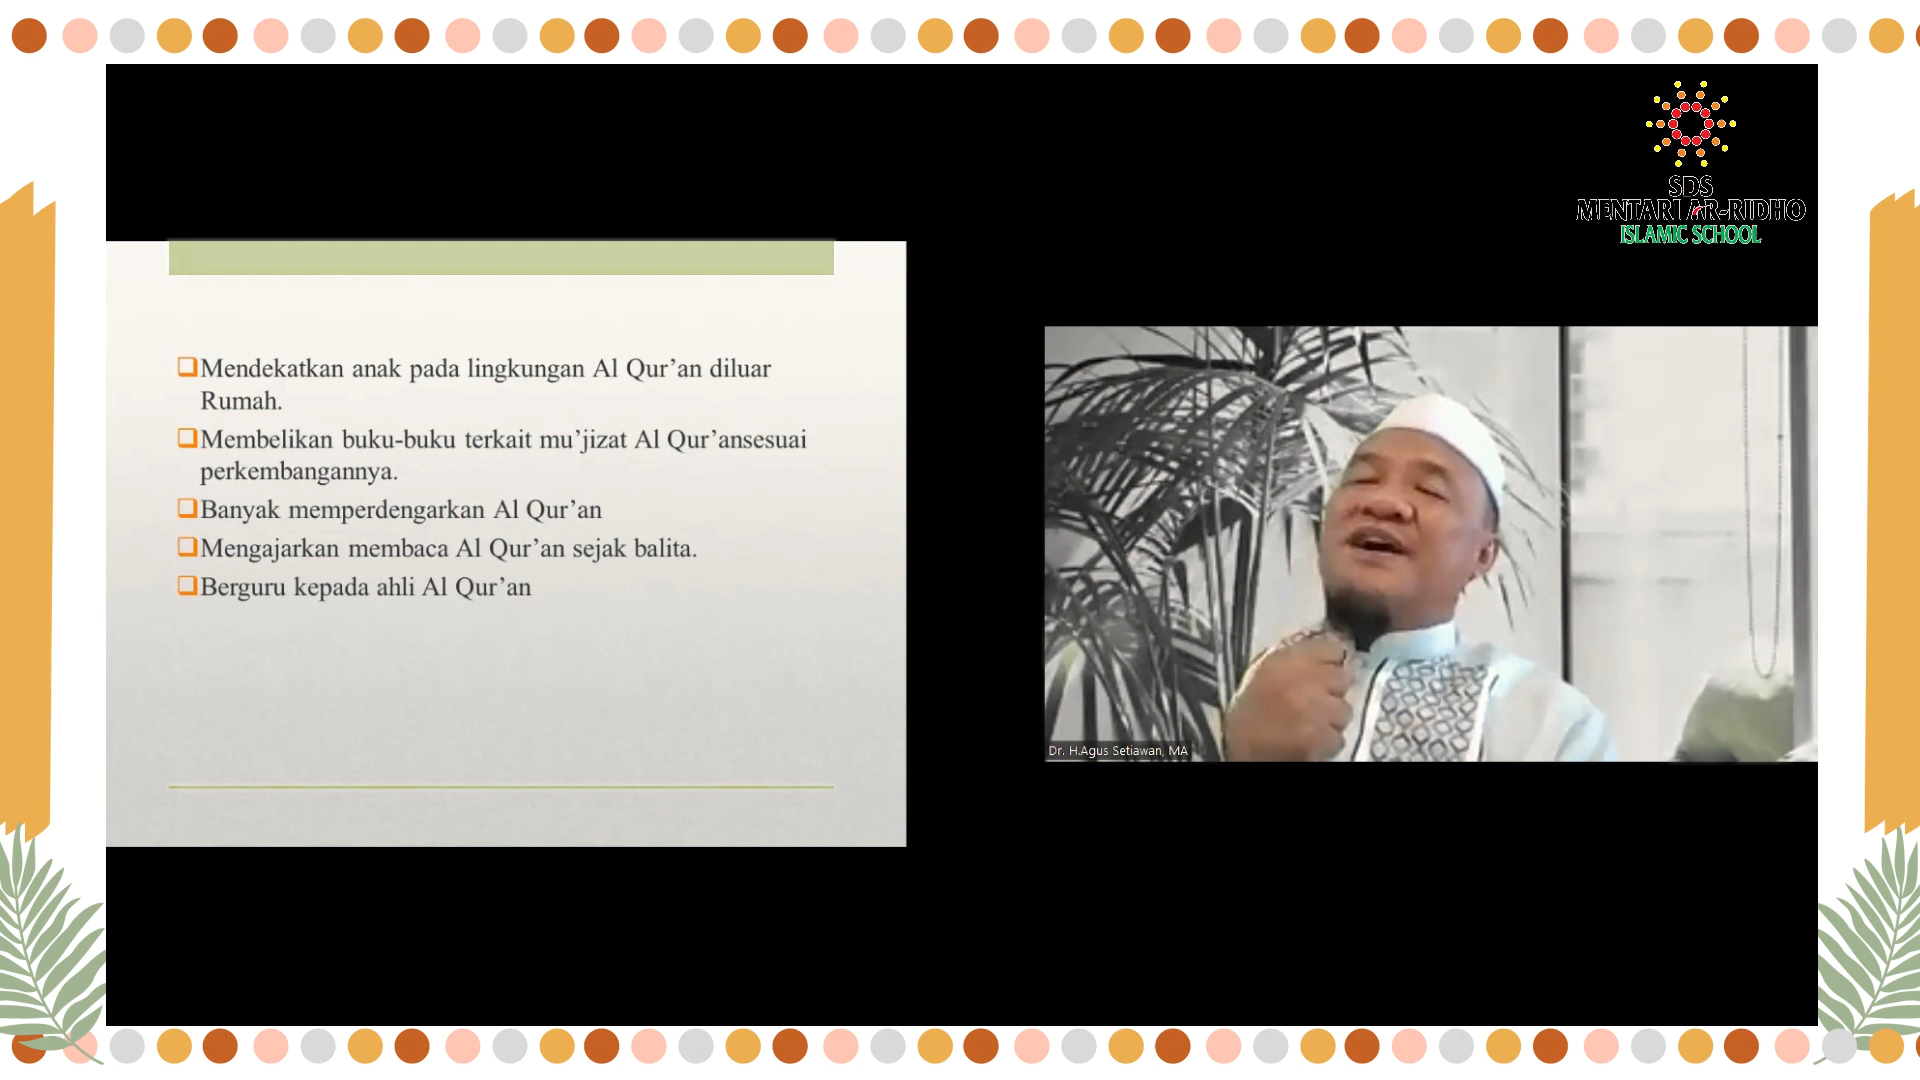 SDS
MENTARI AR-RIDHO
ISLAMIC SCHOOL
Mendekatkan anak pada lingkungan Al Qur’an diluar
Rumah.
Membelikan buku-buku terkait mu’jizat Al Qur’ansesuai
perkembangannya.
Banyak memperdengarkan Al Qur’an
Mengajarkan membaca Al Qur’an sejak balita.
Berguru kepada ahli Al Qur’an
Dr. H.Agus Setiawan, MA